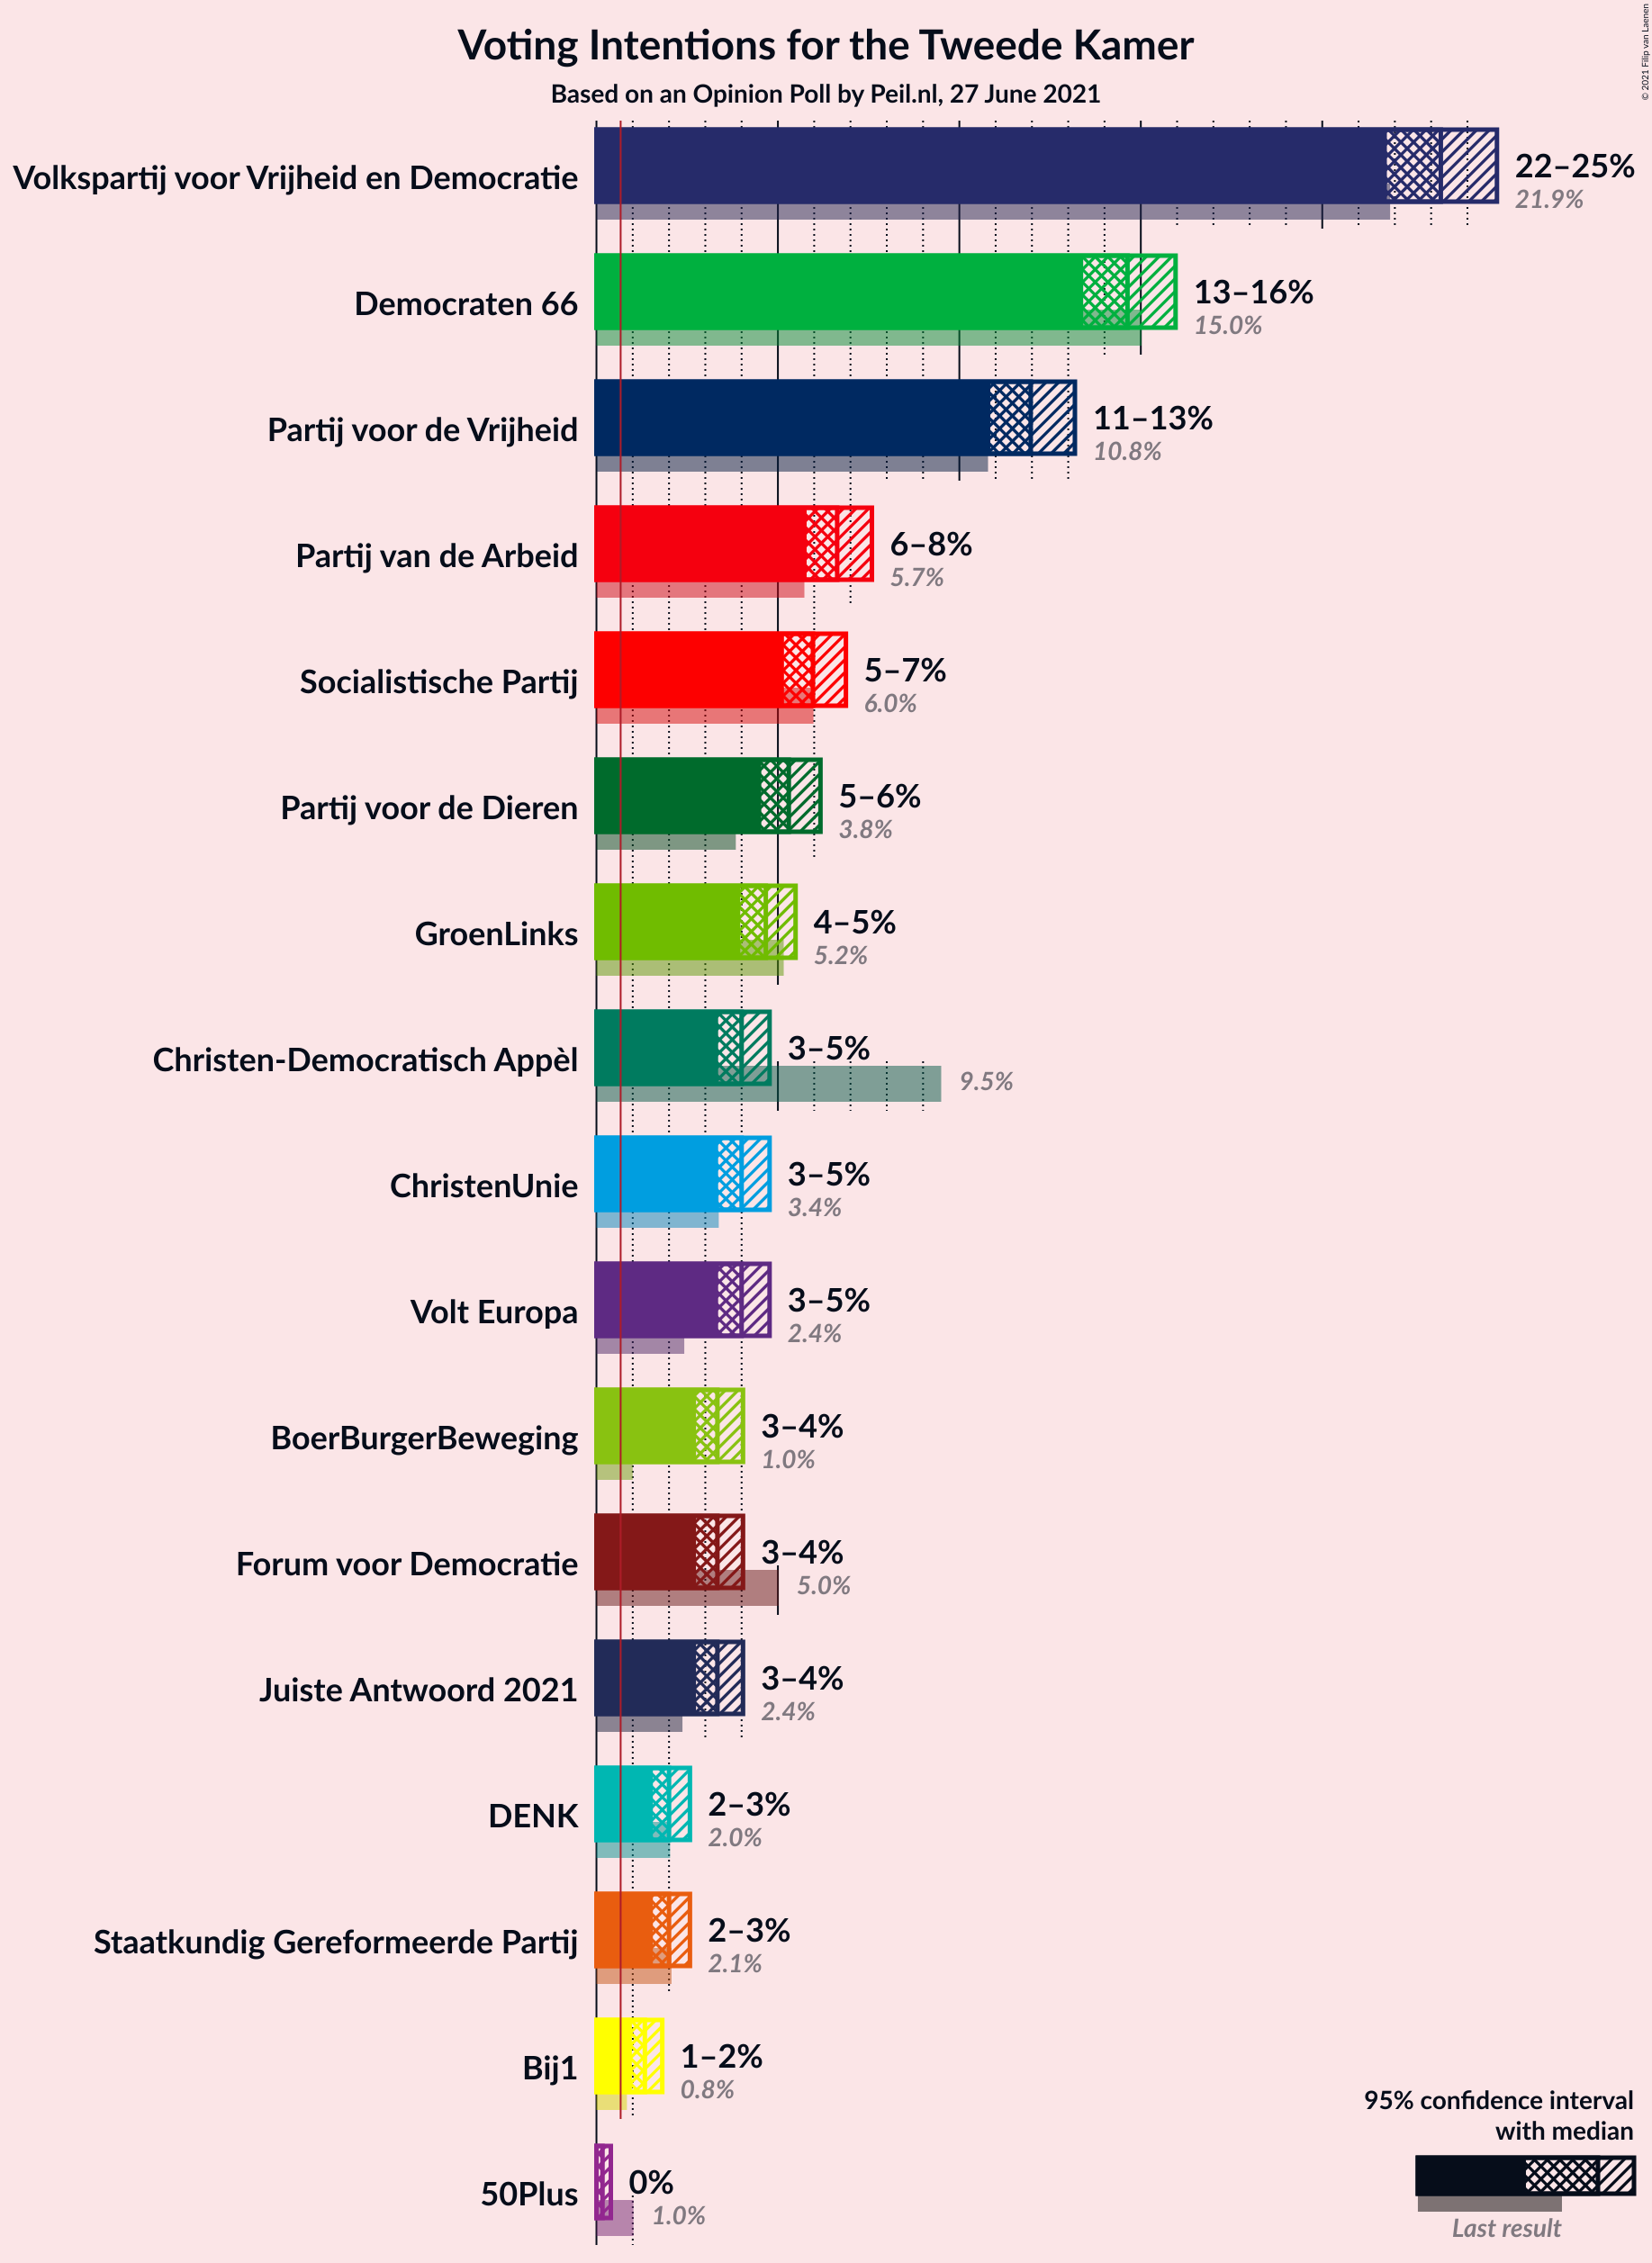 Voting Intentions for the Tweede Kamer
Based on an Opinion Poll by Peil.nl, 27 June 2021
© 2021 Filip van Laenen
Volkspartij voor Vrijheid en Democratie
22–25%
21.9%
Democraten 66
13–16%
15.0%
Partij voor de Vrijheid
11–13%
10.8%
Partij van de Arbeid
6–8%
5.7%
Socialistische Partij
5–7%
6.0%
Partij voor de Dieren
5–6%
3.8%
GroenLinks
4–5%
5.2%
Christen-Democratisch Appèl
3–5%
9.5%
ChristenUnie
3–5%
3.4%
Volt Europa
3–5%
2.4%
BoerBurgerBeweging
3–4%
1.0%
Forum voor Democratie
3–4%
5.0%
Juiste Antwoord 2021
3–4%
2.4%
DENK
2–3%
2.0%
Staatkundig Gereformeerde Partij
2–3%
2.1%
Bij1
1–2%
0.8%
50Plus
0%
1.0%
95% confidence interval
with median
Last result